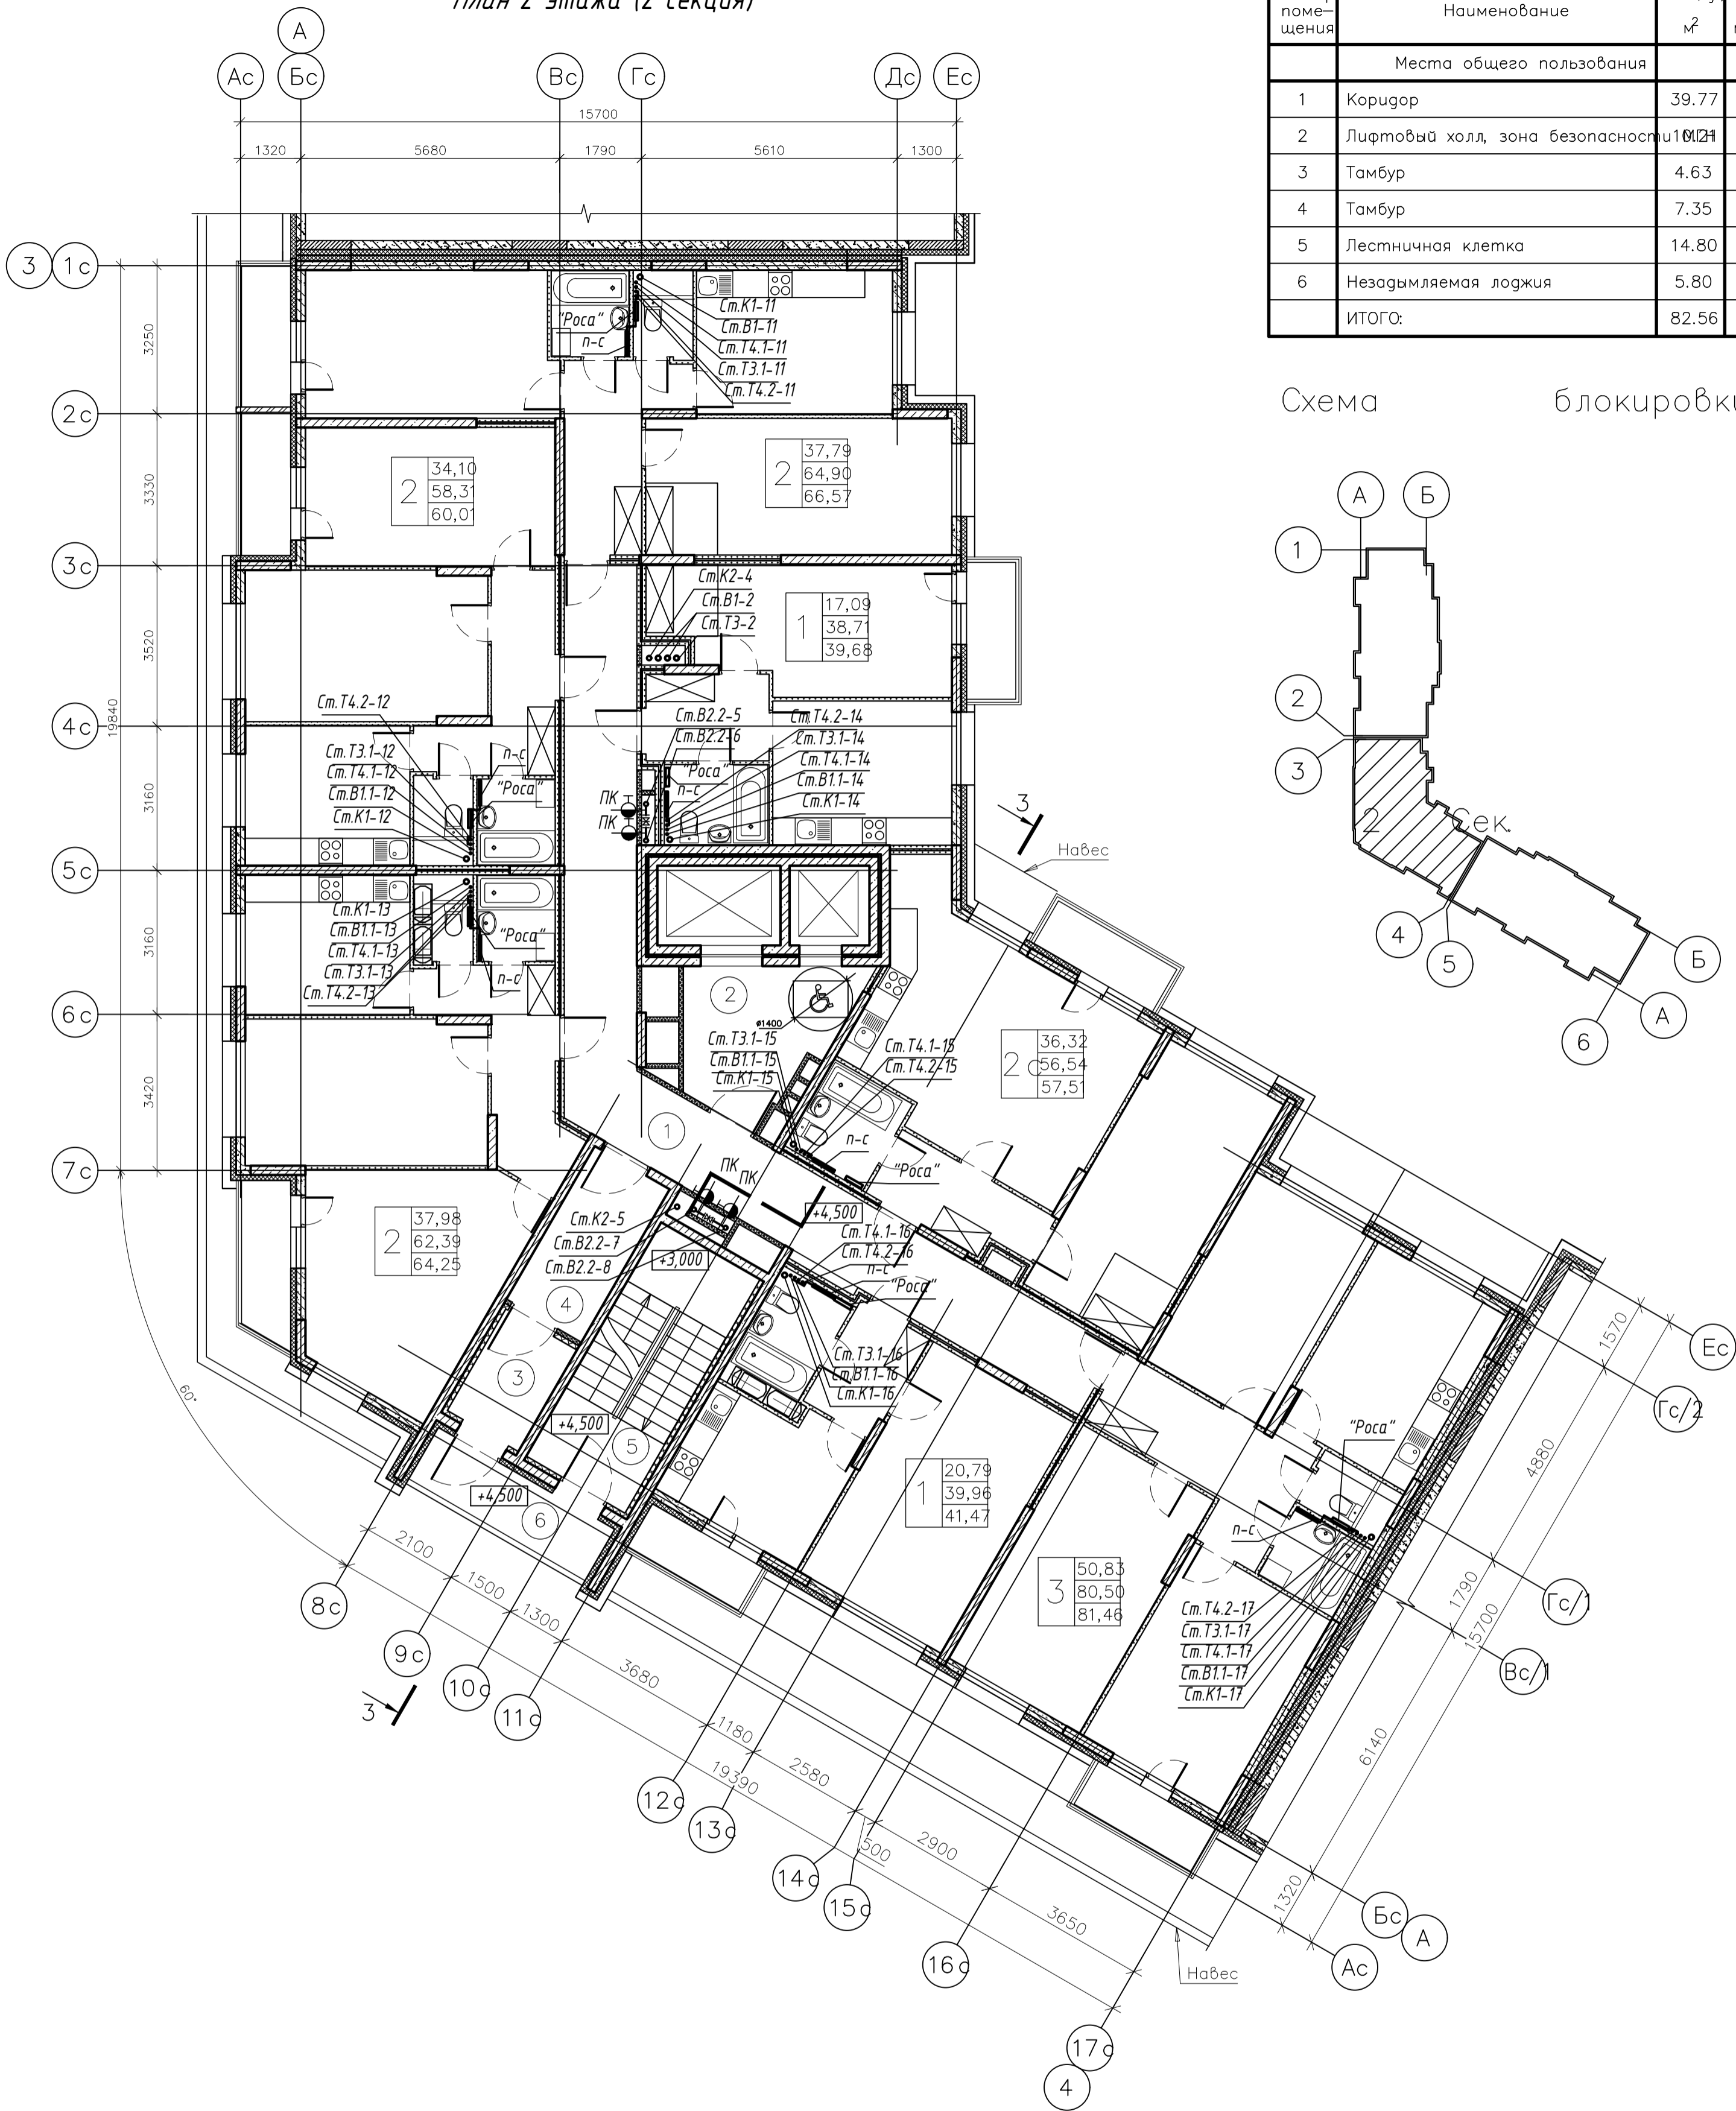 План 2 этажа (2 секция)
поме-
щения
Наименование
м²
Места общего пользования
1 Коридор 39.77
2 Лифтовый холл, зона безопасности МГН 10.21
3 Тамбур 4.63
4 Тамбур 7.35
5 Лестничная клетка 14.80
6 Незадымляемая лоджия 5.80
ИТОГО: 82.56
Схема блокировки
А Б
1
2
3
2 Сек.
4
5
Б
А
6
А
Ас Бс Вс Гс Дс Ес
15700
1320 5680 1790 5610 1300
3 1с
2с
3с
4с
5с
6с
7с
3250
3330
3520
3160
3160
3420
19840
"Роса"
п-с
Ст.К1-11
Ст.В1-11
Ст.Т4.1-11
Ст.Т3.1-11
Ст.Т4.2-11
2
34,10
58,31
60,01
2
37,79
64,90
66,57
Ст.К2-4
Ст.В1-2
Ст.Т3-2
1
17,09
38,71
39,68
Ст.Т4.2-12
Ст.Т3.1-12
Ст.Т4.1-12
Ст.В1.1-12
Ст.К1-12
п-с
"Роса"
Ст.В2.2-5
Ст.В2.2-6
"Роса"
п-с
ПК
ПК
Ст.Т4.2-14
Ст.Т3.1-14
Ст.Т4.1-14
Ст.В1.1-14
Ст.К1-14
3
Навес
Ст.К1-13
Ст.В1.1-13
Ст.Т4.1-13
Ст.Т3.1-13
Ст.Т4.2-13
"Роса"
п-с
2
ø1400
Ст.Т3.1-15
Ст.В1.1-15
Ст.К1-15
Ст.Т4.1-15
Ст.Т4.2-15
п-с
"Роса"
2с
36,32
56,54
57,51
1
ПК
ПК
+4,500
Ст.К2-5
Ст.В2.2-7
Ст.В2.2-8
+3,000
2
37,98
62,39
64,25
Ст.Т4.1-16
Ст.Т4.2-16
п-с
"Роса"
Ст.Т3.1-16
Ст.В1.1-16
Ст.К1-16
4
3
+4,500
5
+4,500
6
60°
1
20,79
39,96
41,47
3
50,83
80,50
81,46
"Роса"
п-с
Ст.Т4.2-17
Ст.Т3.1-17
Ст.Т4.1-17
Ст.В1.1-17
Ст.К1-17
1570
4880
1790
15700
6140
1320
Ес
Гс/2
Гс/1
Вс/1
Бс
А
Ас
2100
1500
1300
3680
1180
2580
500
2900
3650
19390
8с
9с
10с
11с
12с
13с
14с
15с
16с
17с
4
3
Навес